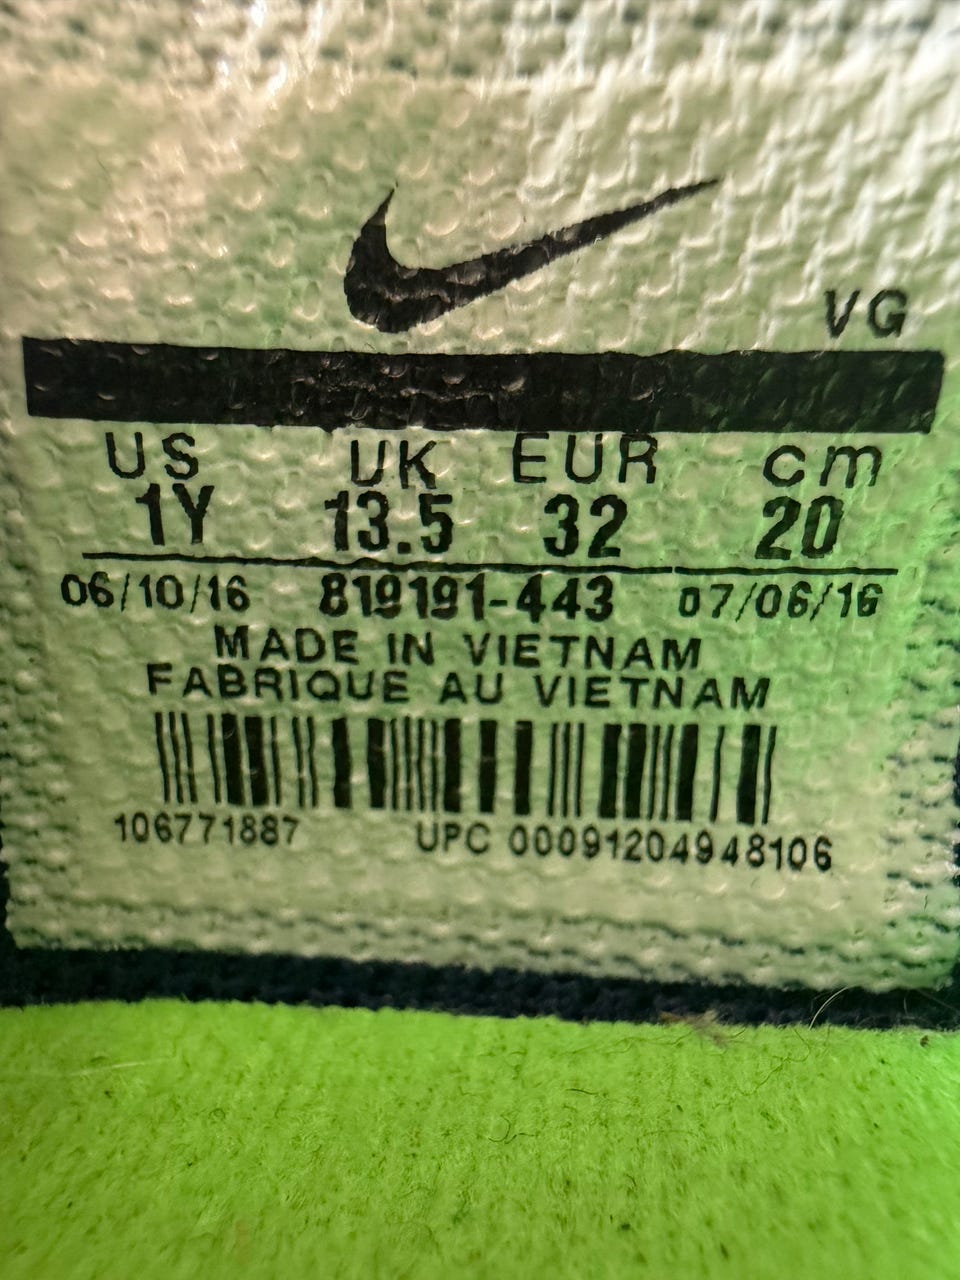 VG
US UK EUR cm
1Y 13.5 32 20
06/10/16 819191-443 07/06/16
MADE IN VIETNAM
FABRIQUE AU VIETNAM
106771887 UPC 00091204948106